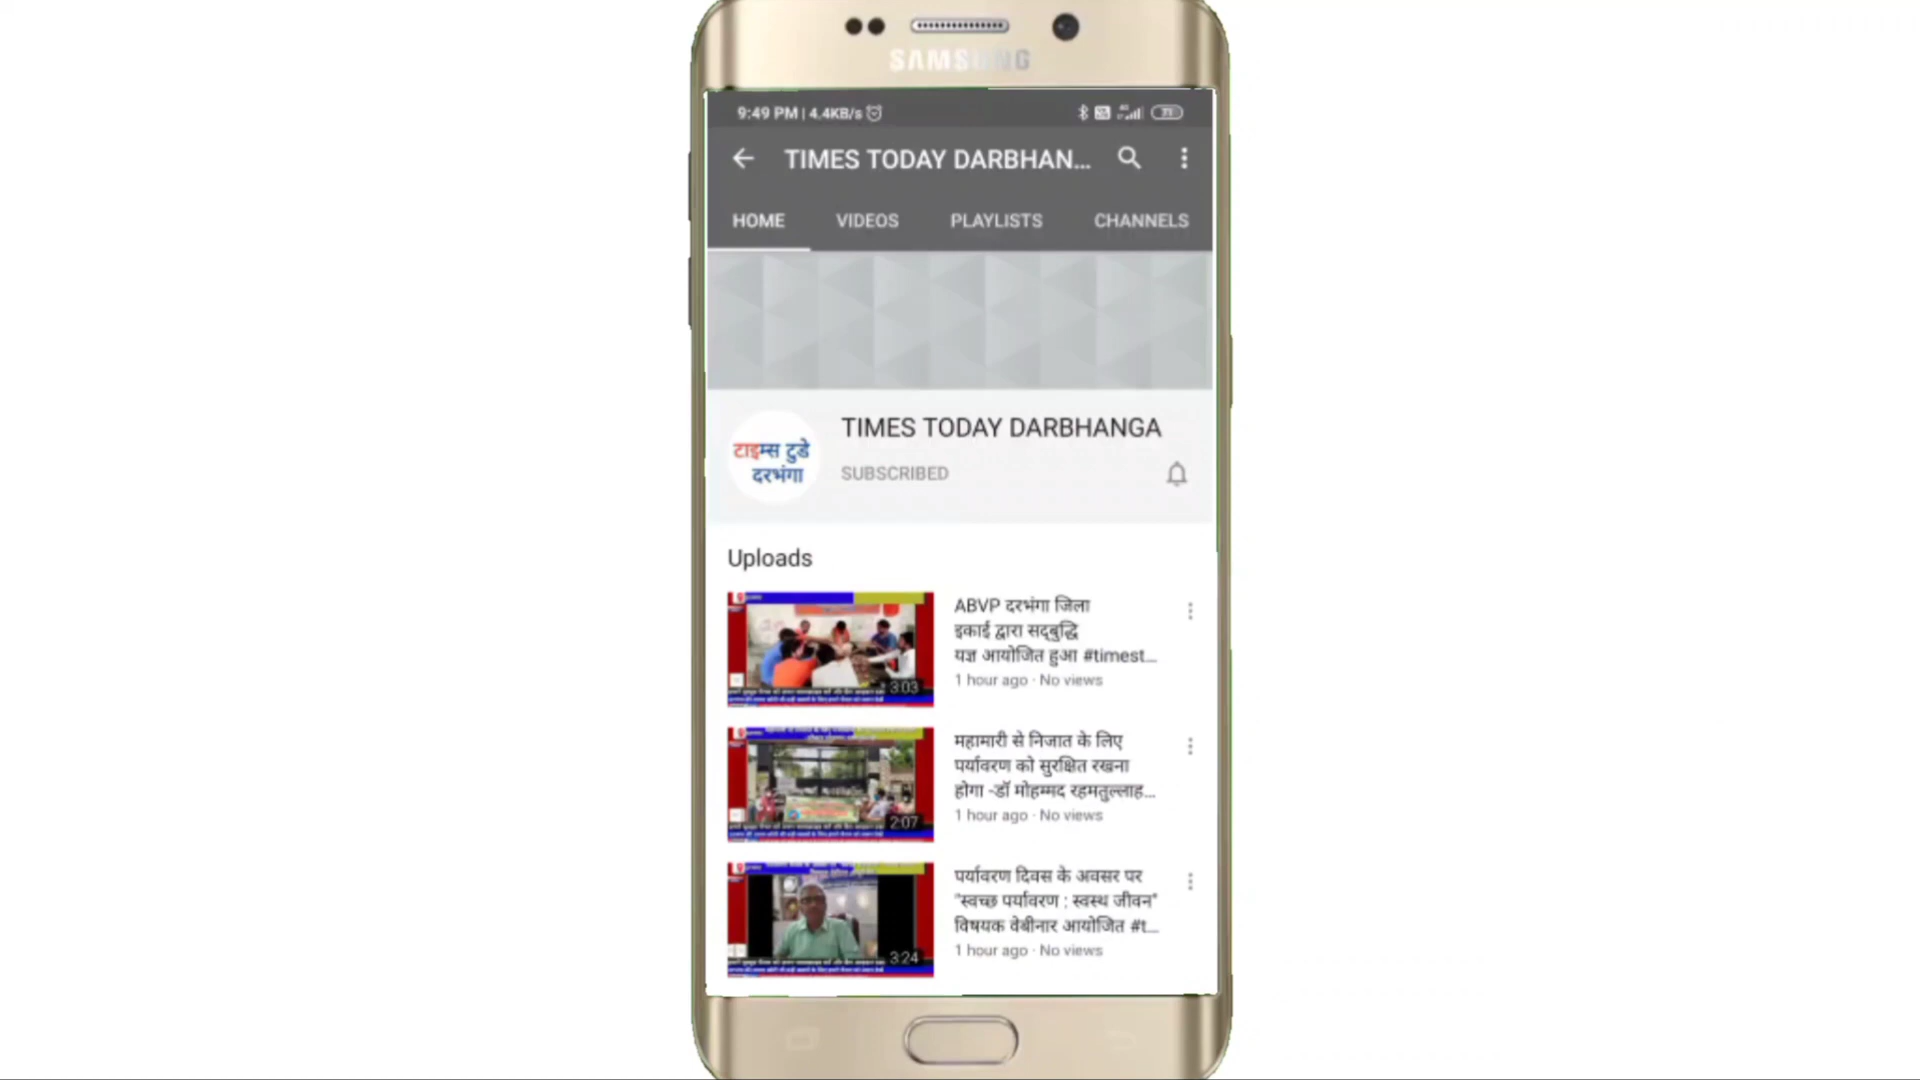 SAMSUNG
9:49 PM | 4.4KB/s
TIMES TODAY DARBHAN...
HOME VIDEOS PLAYLISTS CHANNELS
टाइम्स टुडे
दरभंगा
TIMES TODAY DARBHANGA
SUBSCRIBED
Uploads
ABVP दरभंगा जिला
इकाई द्वारा सद्बुद्धि
यज्ञ आयोजित हुआ #timest...
1 hour ago · No views
3:03
महामारी से निजात के लिए
पर्यावरण को सुरक्षित रखना
होगा -डॉ मोहम्मद रहमतुल्लाह...
1 hour ago · No views
2:07
पर्यावरण दिवस के अवसर पर
"स्वच्छ पर्यावरण : स्वस्थ जीवन"
विषयक वेबीनार आयोजित #t...
1 hour ago · No views
3:24